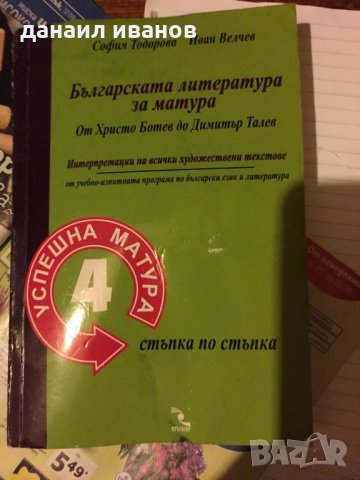 данаил иванов
София Тодорова Иван Велчев
Българската литература
за матура
От Христо Ботев до Димитър Талев
Интерпретации на всички художествени текстове
от учебно-изпитната програма по български език и литература
УСПЕШНА МАТУРА
4
стъпка по стъпка
От понеделник
5.49
BAZAR